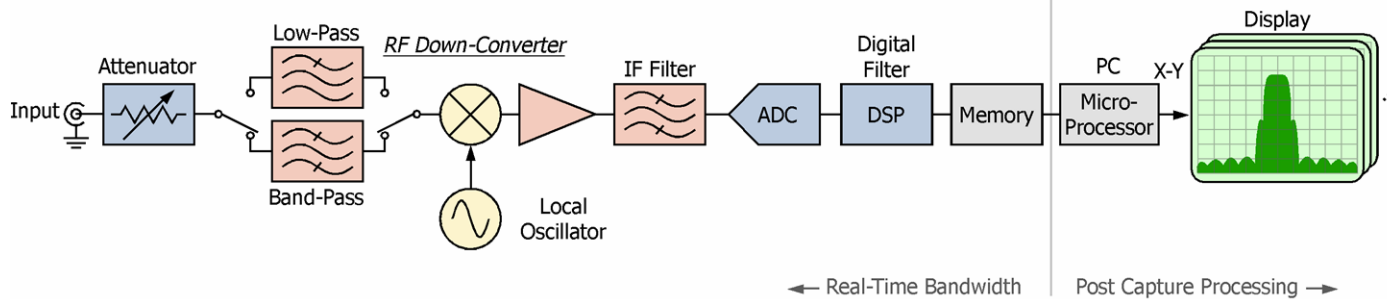 Input
Attenuator
Low-Pass
Band-Pass
RF Down-Converter
Local
Oscillator
IF Filter
ADC
Digital
Filter
DSP
Memory
PC
Micro-
Processor
X-Y
Display
Real-Time Bandwidth
Post Capture Processing